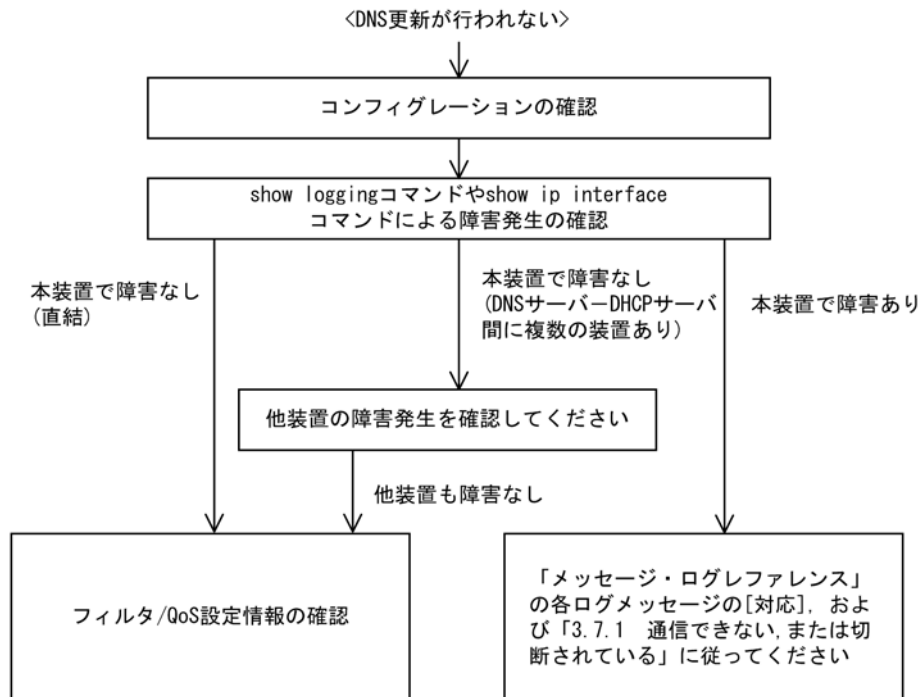 <DNS更新が行われない>
コンフィグレーションの確認
show loggingコマンドやshow ip interface
コマンドによる障害発生の確認
本装置で障害なし
(直結)
本装置で障害なし
(DNSサーバ－DHCPサーバ
間に複数の装置あり)
本装置で障害あり
他装置の障害発生を確認してください
他装置も障害なし
フィルタ/QoS設定情報の確認
「メッセージ・ログレファレンス」
の各ログメッセージの[対応]，およ
び「3.7.1　通信できない,または切
断されている」に従ってください